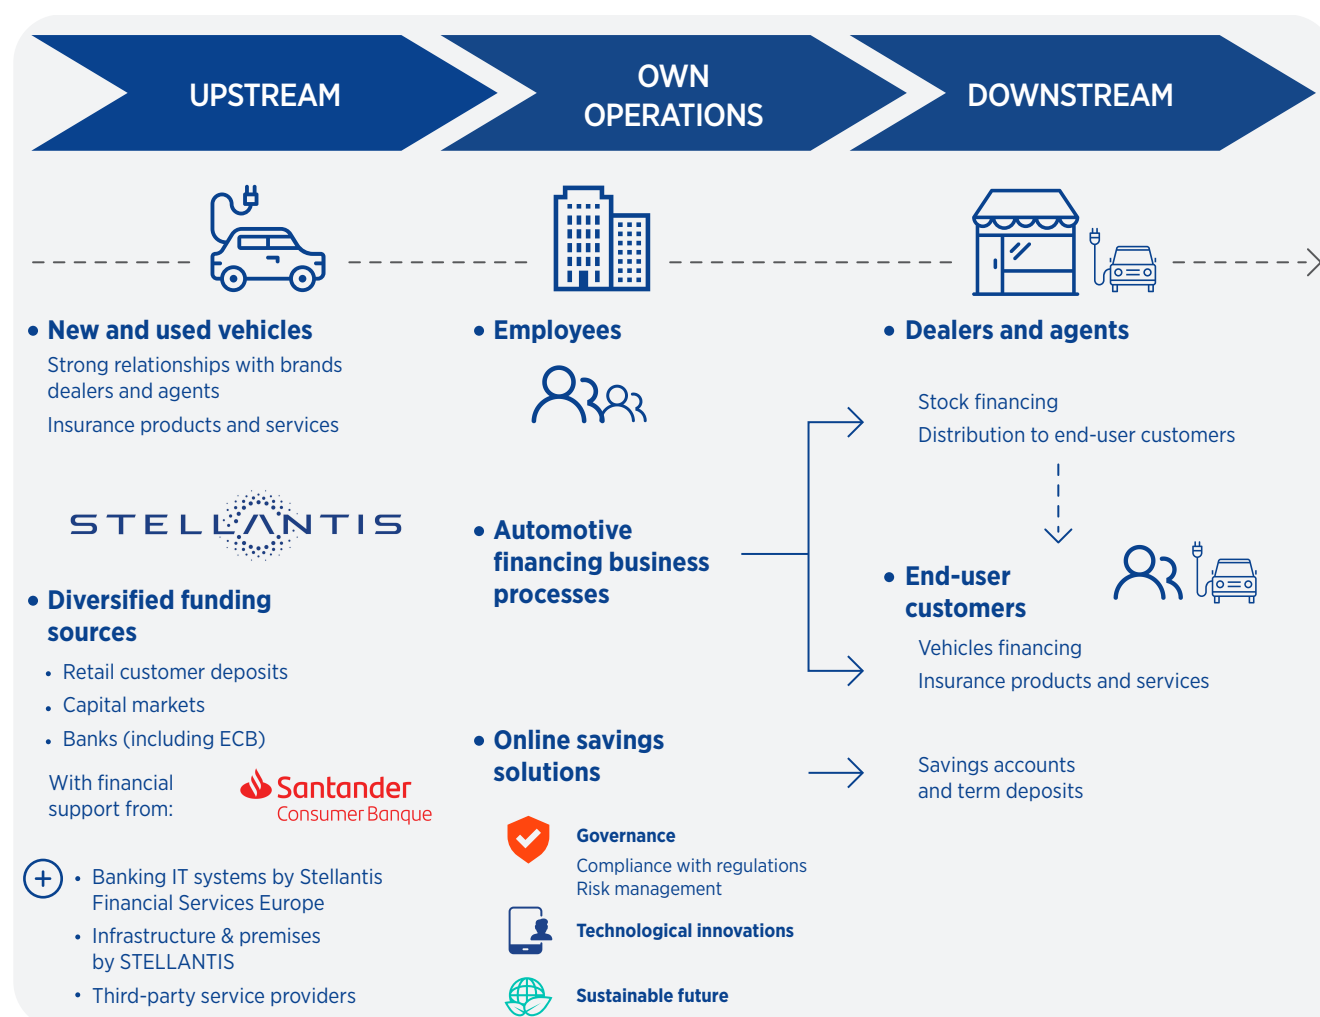 UPSTREAM
OWN
OPERATIONS
DOWNSTREAM
• New and used vehicles
Strong relationships with brands
dealers and agents
Insurance products and services
STELLANTIS
• Diversified funding
sources
• Retail customer deposits
• Capital markets
• Banks (including ECB)
With financial
support from:
Santander
Consumer Banque
+
• Banking IT systems by Stellantis
Financial Services Europe
• Infrastructure & premises
by STELLANTIS
• Third-party service providers
• Employees
• Automotive
financing business
processes
• Online savings
solutions
Governance
Compliance with regulations
Risk management
Technological innovations
Sustainable future
• Dealers and agents
Stock financing
Distribution to end-user customers
• End-user
customers
Vehicles financing
Insurance products and services
Savings accounts
and term deposits